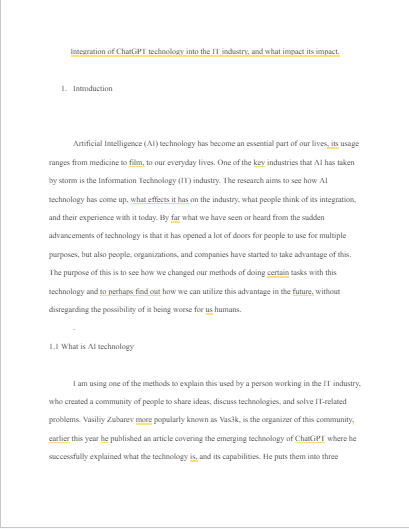 Integration of ChatGPT technology into the IT industry, and what impact its impact.
1. Introduction
Artificial Intelligence (AI) technology has become an essential part of our lives, its usage
ranges from medicine to film, to our everyday lives. One of the key industries that AI has taken
by storm is the Information Technology (IT) industry. The research aims to see how AI
technology has come up, what effects it has on the industry, what people think of its integration,
and their experience with it today. By far what we have seen or heard from the sudden
advancements of technology is that it has opened a lot of doors for people to use for multiple
purposes, but also people, organizations, and companies have started to take advantage of this.
The purpose of this is to see how we changed our methods of doing certain tasks with this
technology and to perhaps find out how we can utilize this advantage in the future, without
disregarding the possibility of it being worse for us humans.
.
1.1 What is AI technology
I am using one of the methods to explain this used by a person working in the IT industry,
who created a community of people to share ideas, discuss technologies, and solve IT-related
problems. Vasiliy Zubarev more popularly known as Vas3k, is the organizer of this community,
earlier this year he published an article covering the emerging technology of ChatGPT where he
successfully explained what the technology is, and its capabilities. He puts them into three